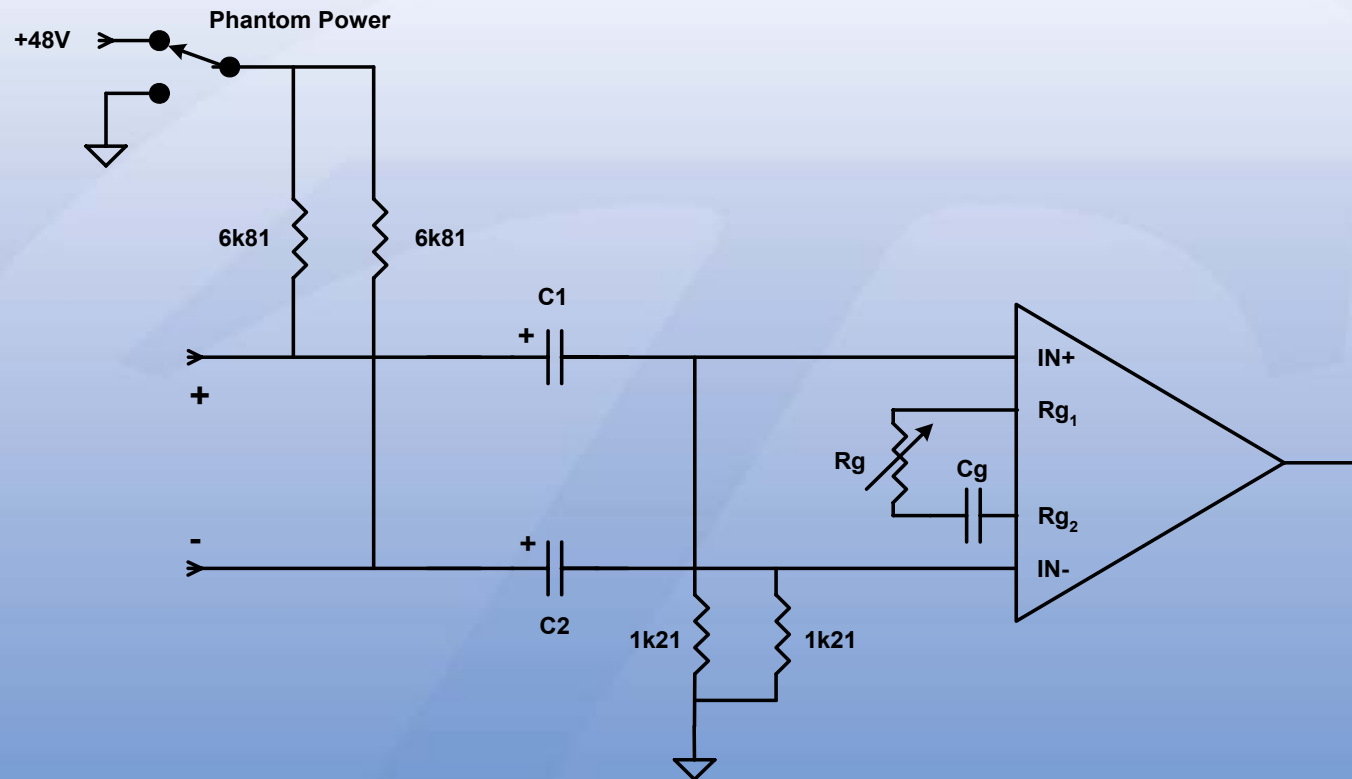 Phantom Power
+48V
6k81 6k81
C1
+
IN+
+
Rg1
Rg Cg
Rg2
-
+
IN-
C2
1k21 1k21